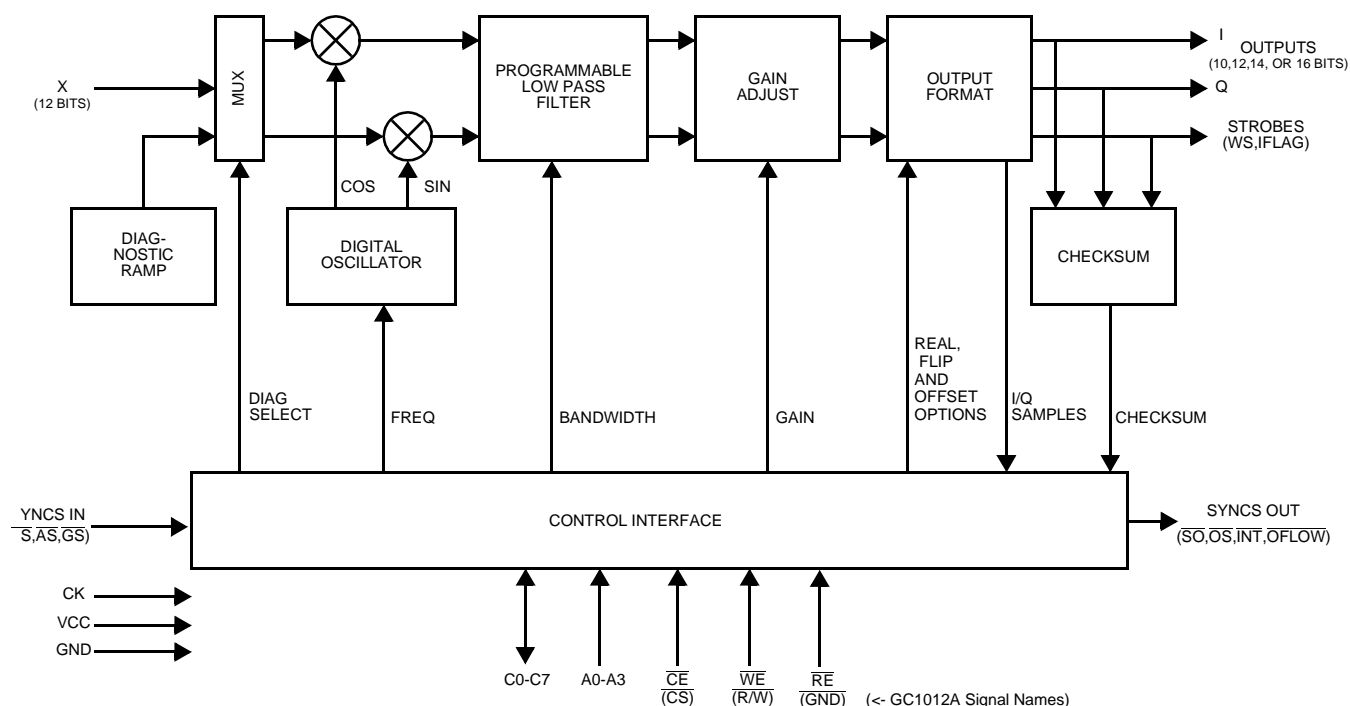 I
OUTPUTS
(10,12,14, OR 16 BITS)
X
(12 BITS)
MUX
PROGRAMMABLE
LOW PASS
FILTER
GAIN
ADJUST
OUTPUT
FORMAT
Q
STROBES
(WS,IFLAG)
COS
SIN
DIAG-
NOSTIC
RAMP
DIGITAL
OSCILLATOR
CHECKSUM
DIAG
SELECT
FREQ
BANDWIDTH
GAIN
REAL,
FLIP
AND
OFFSET
OPTIONS
I/Q
SAMPLES
CHECKSUM
YNCS IN
S,AS,GS)
CONTROL INTERFACE
SYNCS OUT
(SO,OS,INT,OFLOW)
CK
VCC
GND
C0-C7
A0-A3
CE
(CS)
WE
(R/W)
RE
(GND)
(<- GC1012A Signal Names)